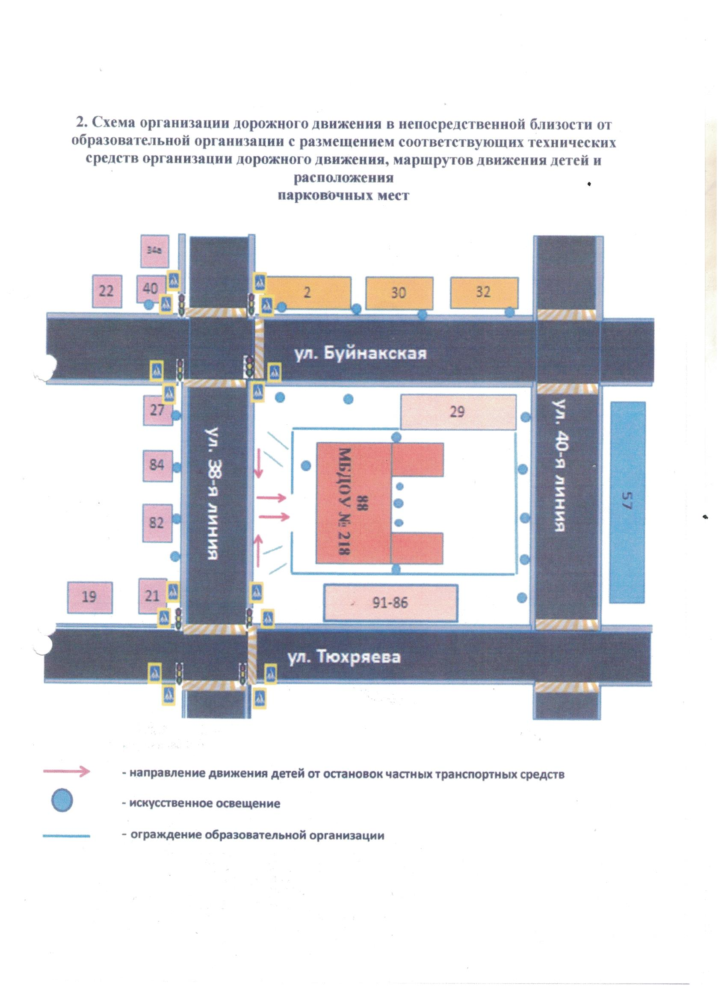 2. Схема организации дорожного движения в непосредственной близости от
образовательной организации с размещением соответствующих технических
средств организации дорожного движения, маршрутов движения детей и
расположения
парковочных мест
34а
22
40
2
30
32
ул. Буйнакская
27
29
ул. 38-я линия
ул. 40-я линия
84
88
МБДОУ № 218
57
82
19
21
91-86
ул. Тюхряева
- направление движения детей от остановок частных транспортных средств
- искусственное освещение
- ограждение образовательной организации